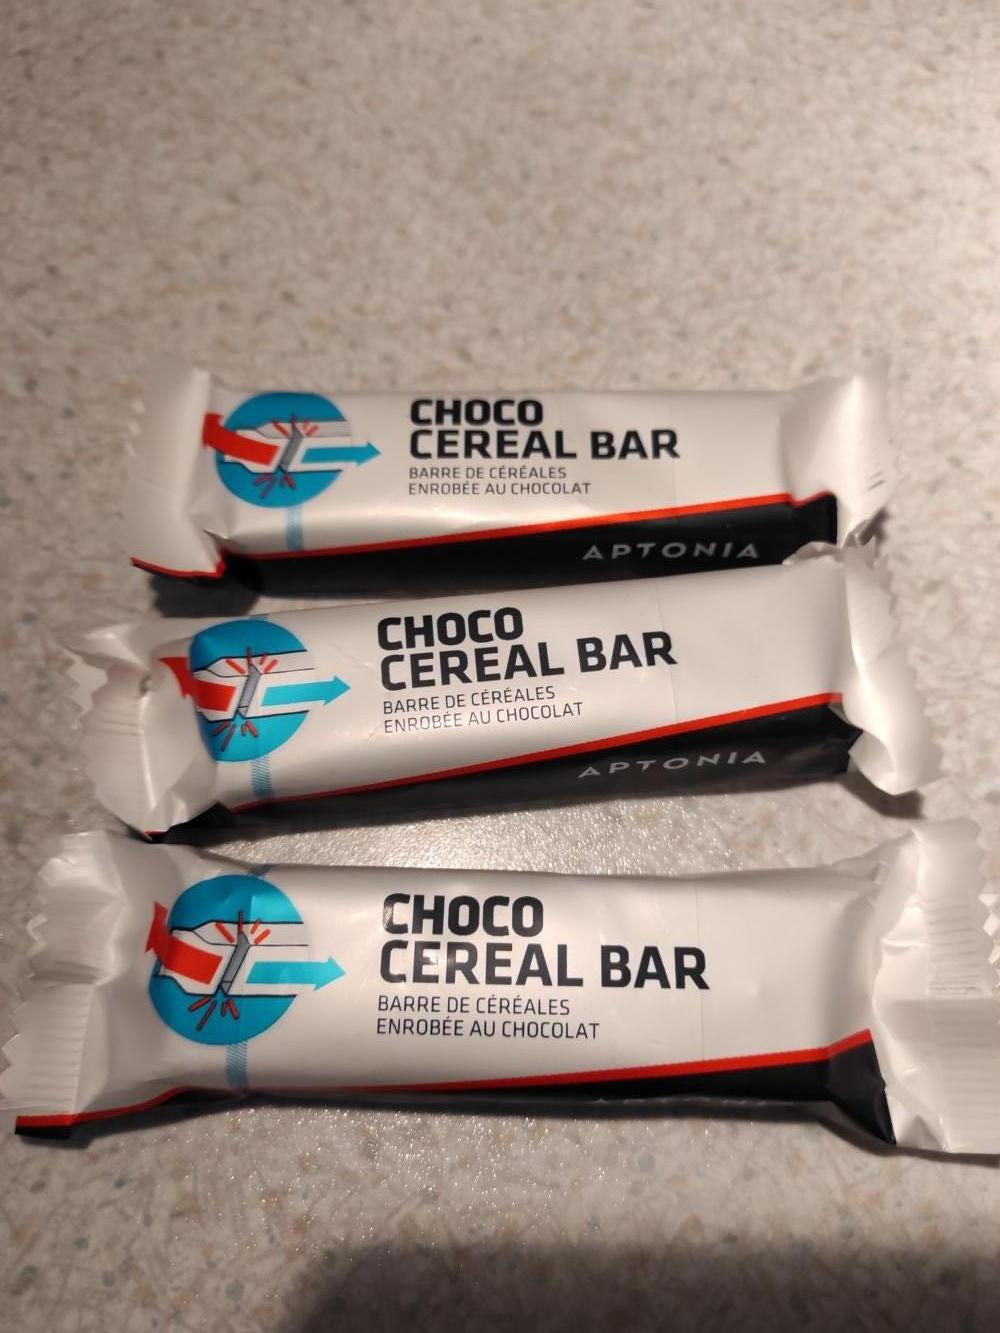 CHOCO
CEREAL BAR
BARRE DE CÉRÉALES
ENROBÉE AU CHOCOLAT
APTONIA
CHOCO
CEREAL BAR
BARRE DE CÉRÉALES
ENROBÉE AU CHOCOLAT
APTONIA
CHOCO
CEREAL BAR
BARRE DE CÉRÉALES
ENROBÉE AU CHOCOLAT